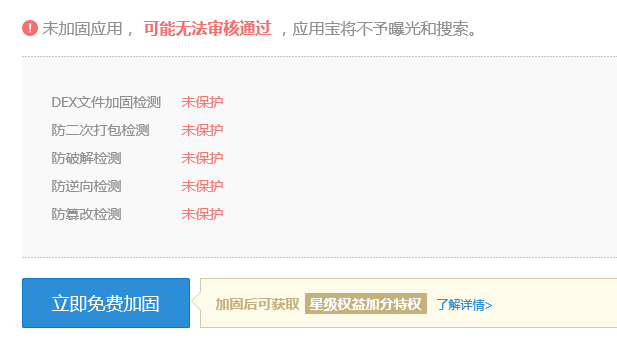 未加固应用， 可能无法审核通过 ，应用宝将不予曝光和搜索。
DEX文件加固检测 未保护
防二次打包检测 未保护
防破解检测 未保护
防逆向检测 未保护
防篡改检测 未保护
立即免费加固 加固后可获取 星级权益加分特权 了解详情>